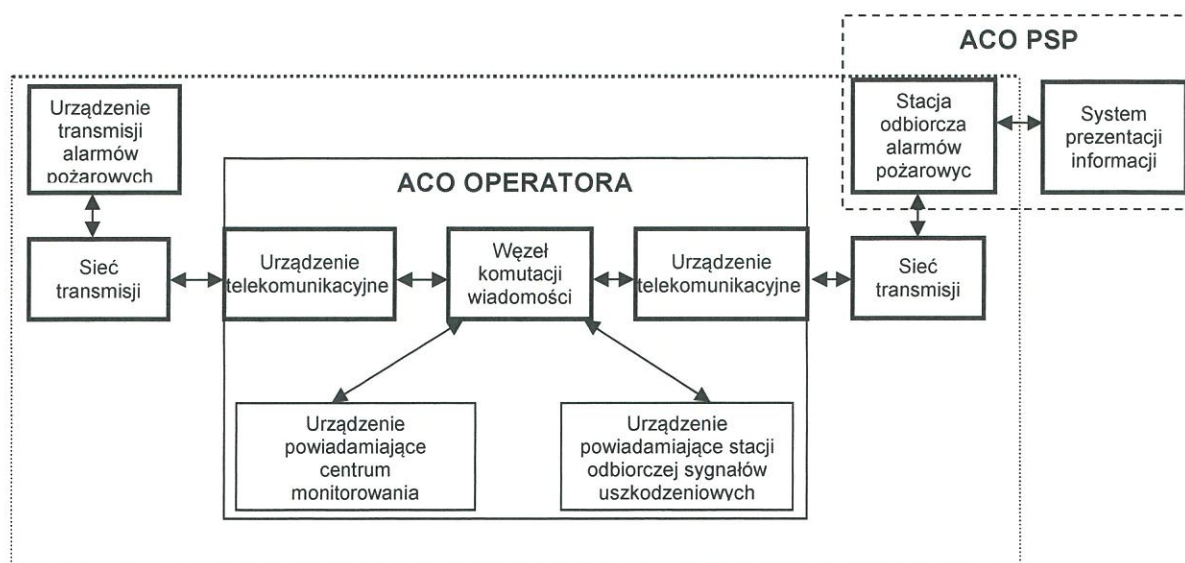 ACO PSP
Urządzenie
transmisji
alarmów
pożarowych
Stacja
odbiorcza
alarmów
pożarowyc
System
prezentacji
informacji
ACO OPERATORA
Sieć
transmisji
Urządzenie
telekomunikacyjne
Węzeł
komutacji
wiadomości
Urządzenie
telekomunikacyjne
Sieć
transmisji
Urządzenie
powiadamiające
centrum
monitorowania
Urządzenie
powiadamiające stacji
odbiorczej sygnałów
uszkodzeniowych